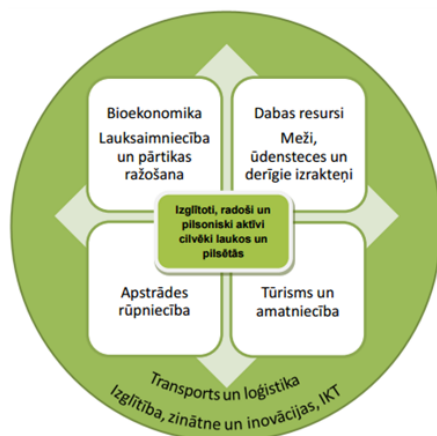 Bioekonomika
Lauksaimniecība
un pārtikas
ražošana
Dabas resursi
Meži,
ūdensteces un
derīgie izrakteņi
Izglītoti, radoši un
pilsoniski aktīvi
cilvēki laukos un
pilsētās
Apstrādes
rūpniecība
Tūrisms un
amatniecība
Transports un loģistika
Izglītība, zinātne un inovācijas, IKT